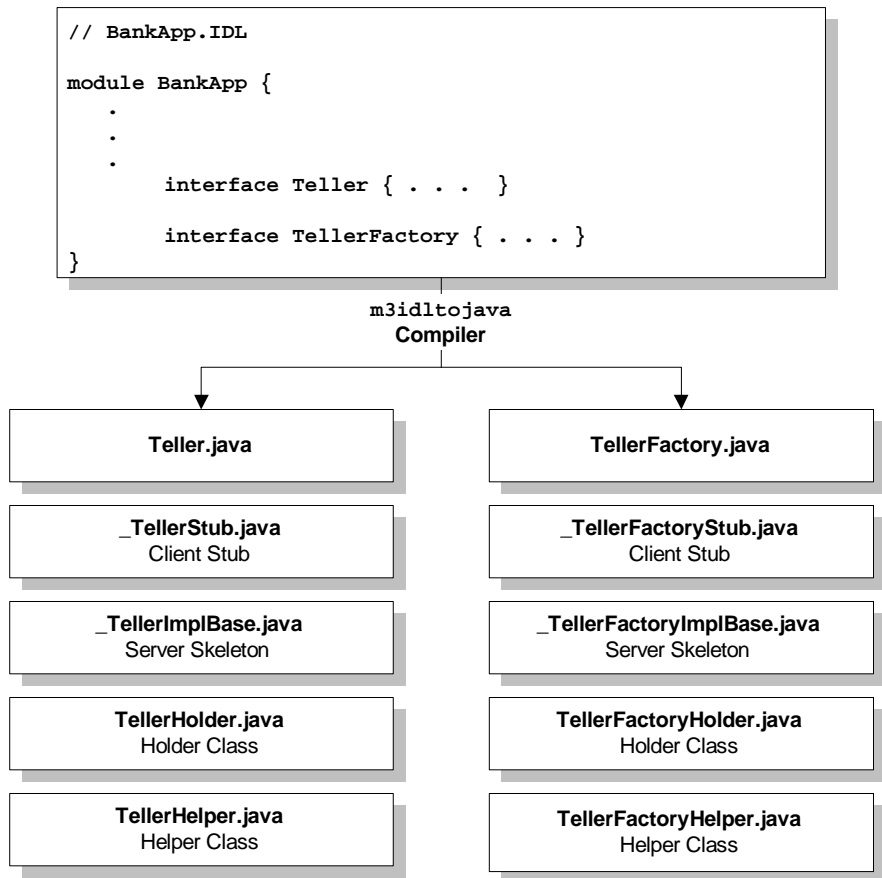 // BankApp.IDL
module BankApp {
.
.
.
interface Teller { . . .  }
interface TellerFactory { . . . }
}
m3idltojava
Compiler
Teller.java
TellerFactory.java
_TellerStub.java
Client Stub
_TellerFactoryStub.java
Client Stub
_TellerImplBase.java
Server Skeleton
_TellerFactoryImplBase.java
Server Skeleton
TellerHolder.java
Holder Class
TellerFactoryHolder.java
Holder Class
TellerHelper.java
Helper Class
TellerFactoryHelper.java
Helper Class